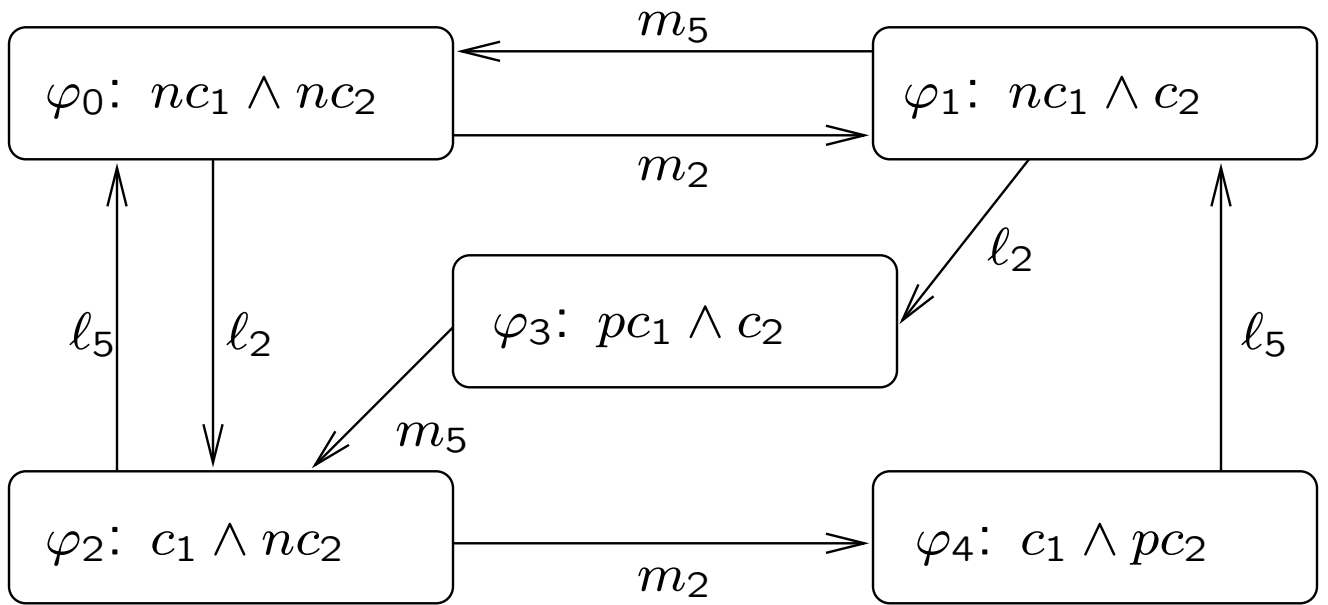 m₅
φ₀: nc₁ ∧ nc₂
φ₁: nc₁ ∧ c₂
m₂
ℓ₂
φ₃: pc₁ ∧ c₂
ℓ₅
ℓ₂
ℓ₅
m₅
φ₂: c₁ ∧ nc₂
φ₄: c₁ ∧ pc₂
m₂